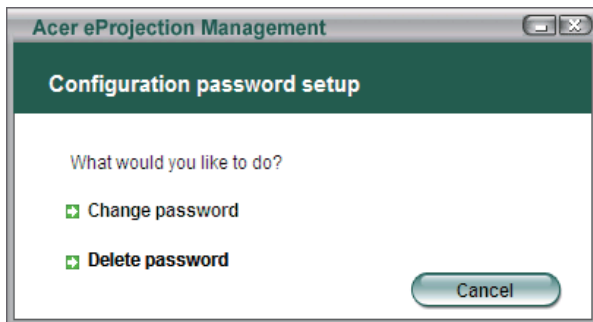 Acer eProjection Management
Configuration password setup
What would you like to do?
Change password
Delete password
Cancel